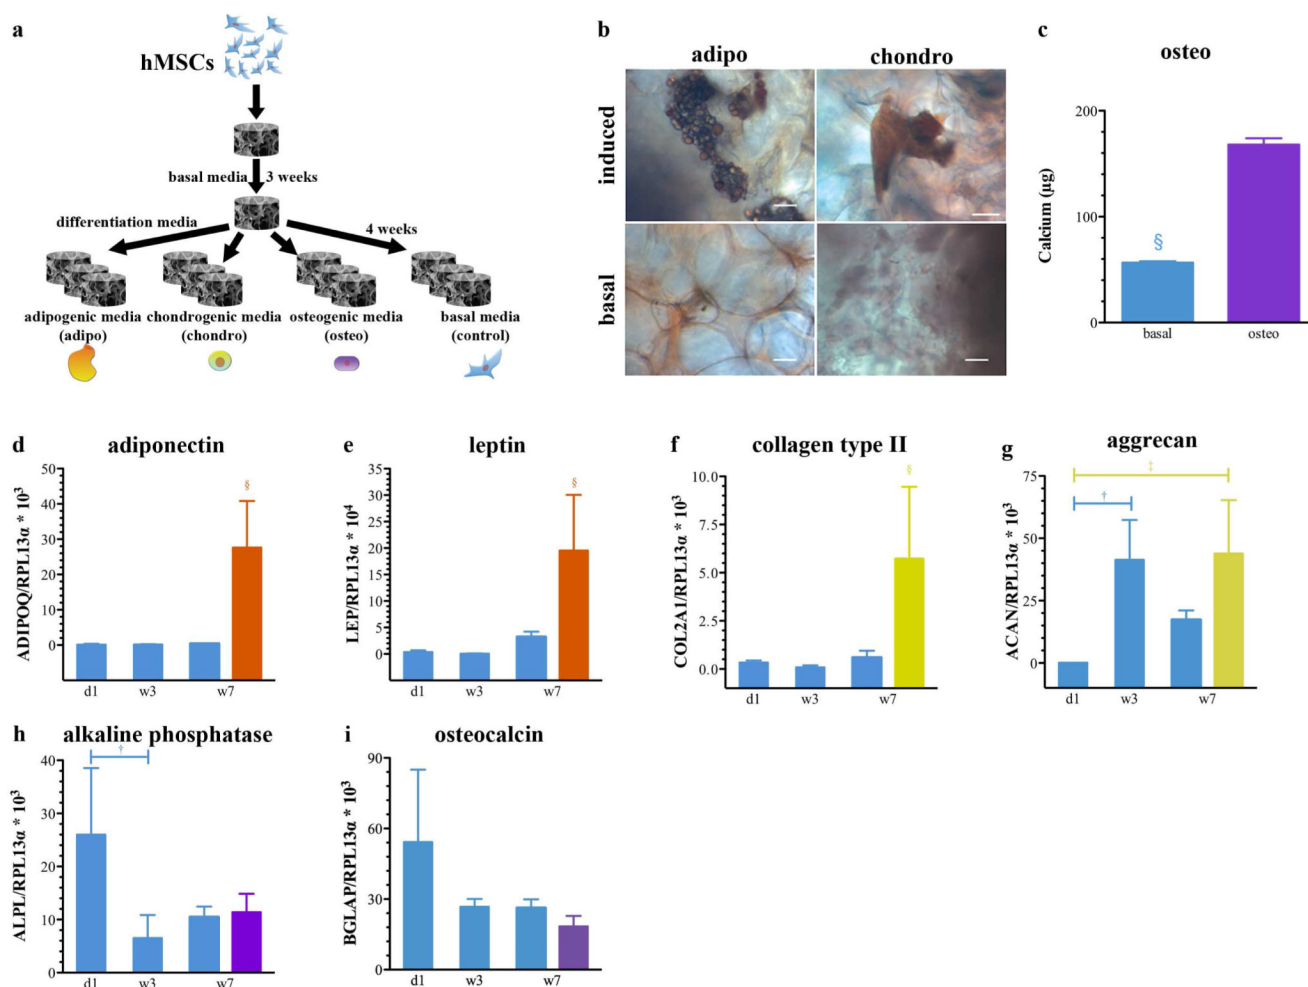 a
hMSCs
basal media 3 weeks
differentiation media
4 weeks
adipogenic media chondrogenic media osteogenic media basal media
(adipo) (chondro) (osteo) (control)
b
adipo chondro
induced
basal
c
osteo
Calcium (µg)
200
100
0
basal osteo
§
d
adiponectin
ADIPOQ/RPL13α * 10³
50
40
30
20
10
0
§
d1 w3 w7
e
leptin
LEP/RPL13α * 10⁴
35
30
25
20
15
10
5
0
§
d1 w3 w7
f
collagen type II
COL2A1/RPL13α * 10³
10.0
7.5
5.0
2.5
0.0
§
d1 w3 w7
g
aggrecan
ACAN/RPL13α * 10³
75
50
25
0
‡
†
d1 w3 w7
h
alkaline phosphatase
ALPL/RPL13α * 10³
40
30
20
10
0
†
d1 w3 w7
i
osteocalcin
BGLAP/RPL13α * 10³
90
60
30
0
d1 w3 w7